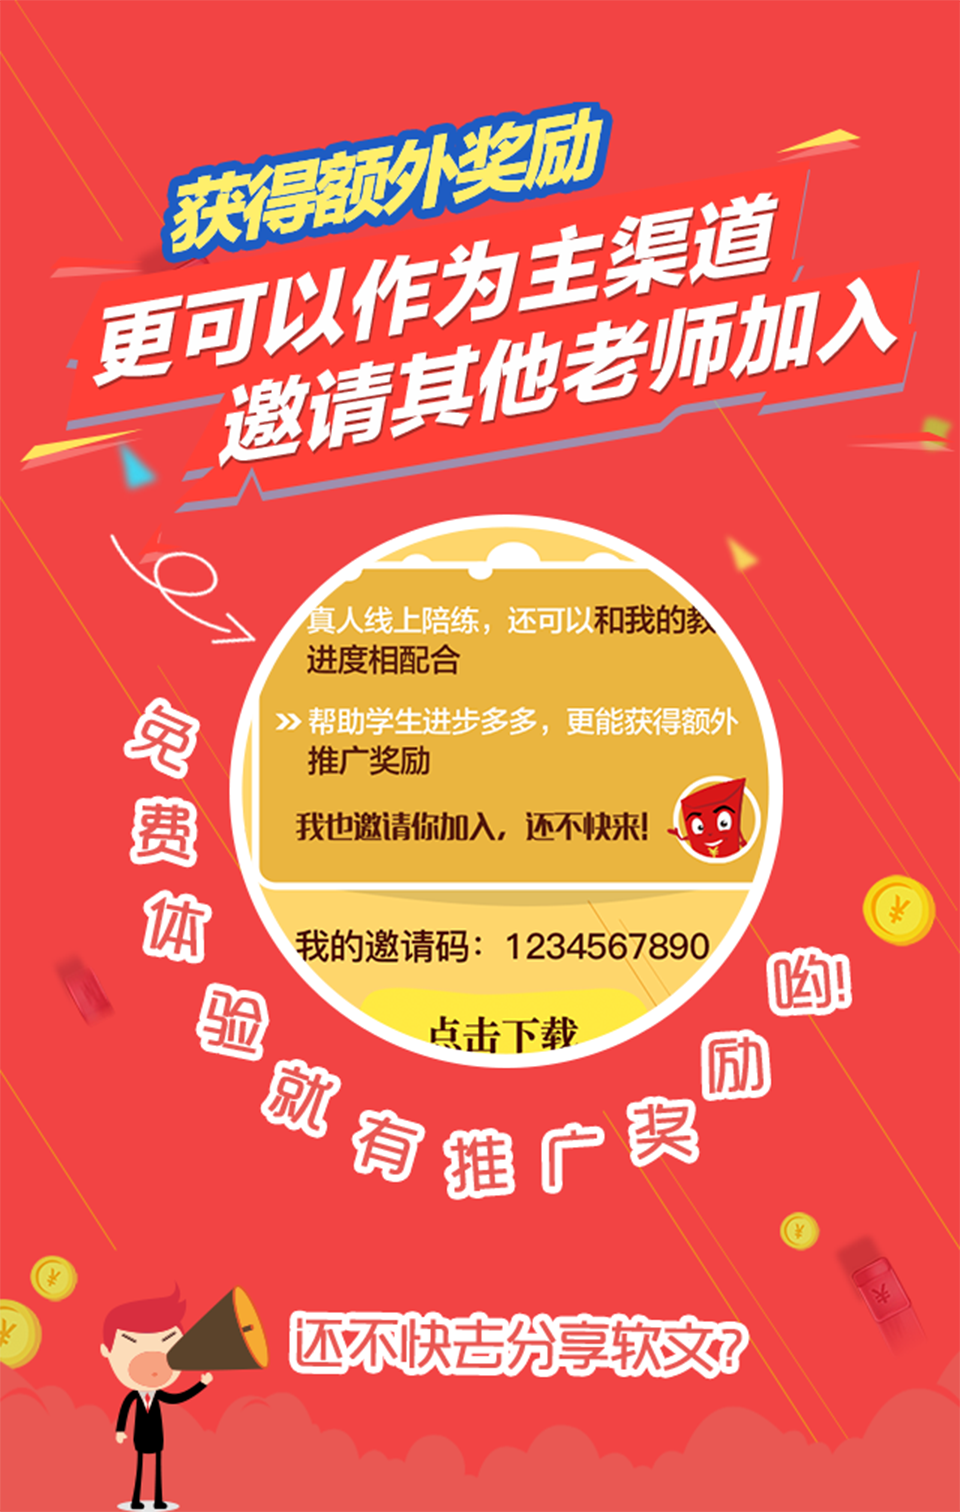 获得额外奖励
更可以作为主渠道
邀请其他老师加入
真人线上陪练，还可以和我的教
进度相配合
» 帮助学生进步多多，更能获得额外
推广奖励
我也邀请你加入，还不快来！
我的邀请码：1234567890
点击下载
免费体验就有推广奖励哟！
还不快去分享软文？